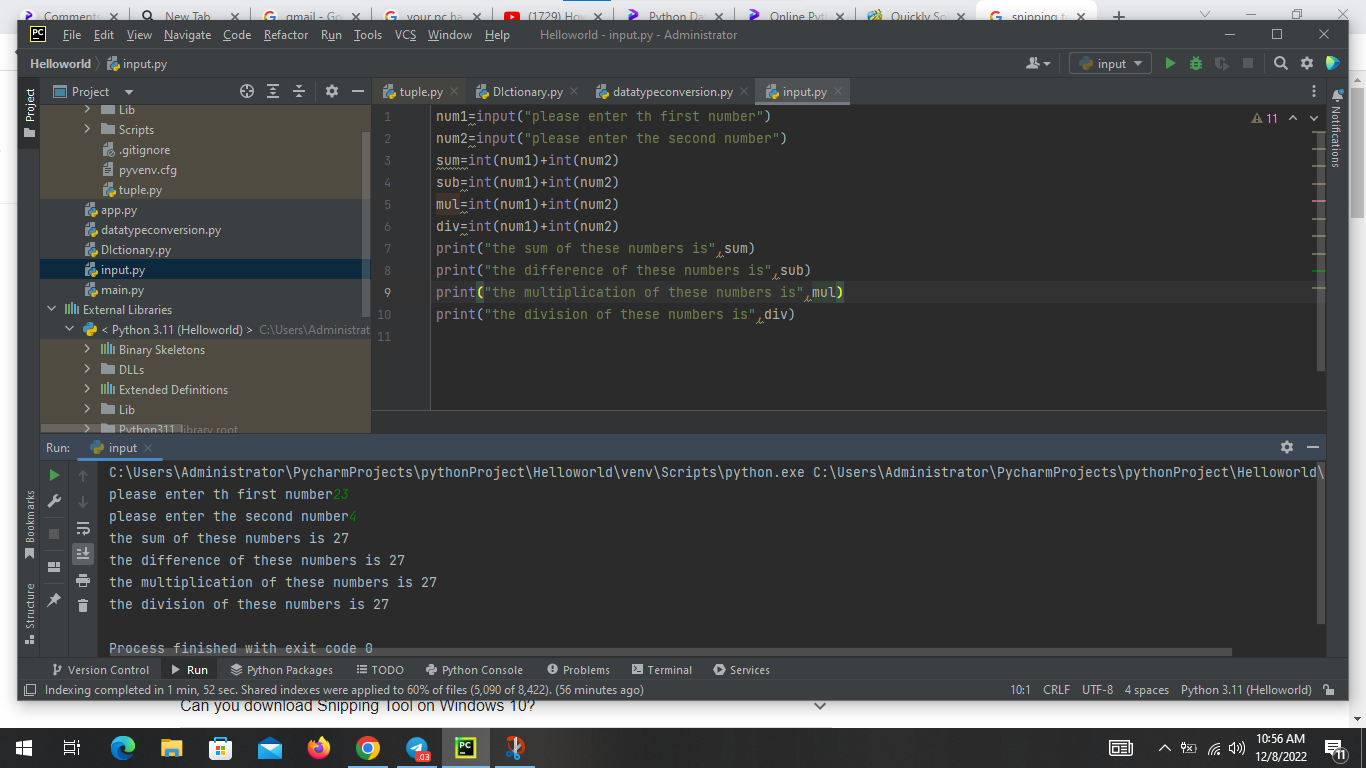 Comments
New Tab
gmail - Go
your pc ha
(1729) Ho
Python Da
Online Pyt
Quickly So
snipping t
PC File Edit View Navigate Code Refactor Run Tools VCS Window Help Helloworld - input.py - Administrator
Helloworld input.py input
Project tuple.py DIctionary.py datatypeconversion.py input.py
Project
Notifications
Lib
Scripts
.gitignore
pyvenv.cfg
tuple.py
app.py
datatypeconversion.py
DIctionary.py
input.py
main.py
External Libraries
< Python 3.11 (Helloworld) > C:\Users\Administrat
Binary Skeletons
DLLs
Extended Definitions
Lib
Python311 library root
11
1 num1=input("please enter th first number")
2 num2=input("please enter the second number")
3 sum=int(num1)+int(num2)
4 sub=int(num1)+int(num2)
5 mul=int(num1)+int(num2)
6 div=int(num1)+int(num2)
7 print("the sum of these numbers is",sum)
8 print("the difference of these numbers is",sub)
9 print("the multiplication of these numbers is",mul)
10 print("the division of these numbers is",div)
11
Run: input
C:\Users\Administrator\PycharmProjects\pythonProject\Helloworld\venv\Scripts\python.exe C:\Users\Administrator\PycharmProjects\pythonProject\Helloworld\
please enter th first number23
please enter the second number4
the sum of these numbers is 27
the difference of these numbers is 27
the multiplication of these numbers is 27
the division of these numbers is 27
Process finished with exit code 0
Bookmarks
Structure
Version Control Run Python Packages TODO Python Console Problems Terminal Services
Indexing completed in 1 min, 52 sec. Shared indexes were applied to 60% of files (5,090 of 8,422). (56 minutes ago) 10:1 CRLF UTF-8 4 spaces Python 3.11 (Helloworld)
Can you download Snipping Tool on Windows 10?
.03
PC
10:56 AM
12/8/2022
11